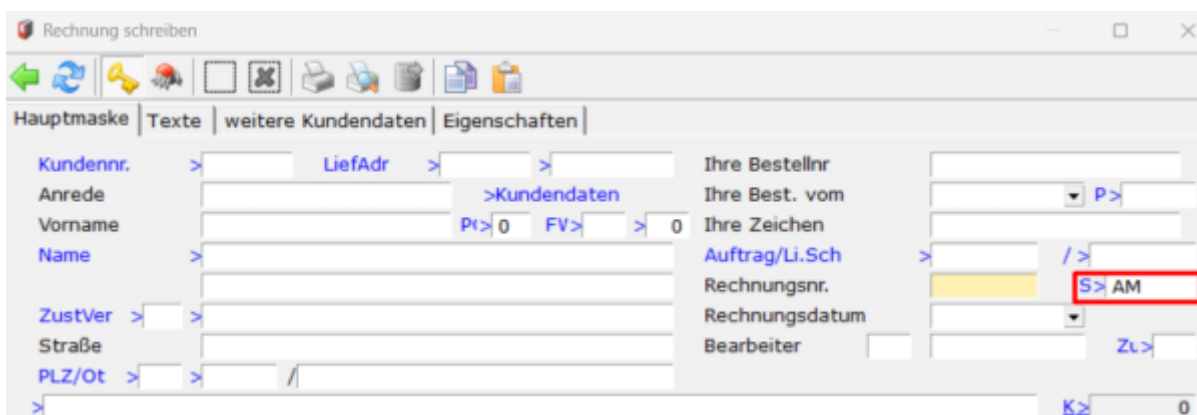 Rechnung schreiben
Hauptmaske Texte weitere Kundendaten Eigenschaften
Kundennr. > LiefAdr > > Ihre Bestellnr
Anrede >Kundendaten Ihre Best. vom P>
Vorname P(> 0 FV> > 0 Ihre Zeichen
Name > Auftrag/Li.Sch > / >
Rechnungsnr. S> AM
ZustVer > > Rechnungsdatum
Straße Bearbeiter Zu>
PLZ/Ot > > /
> K> 0